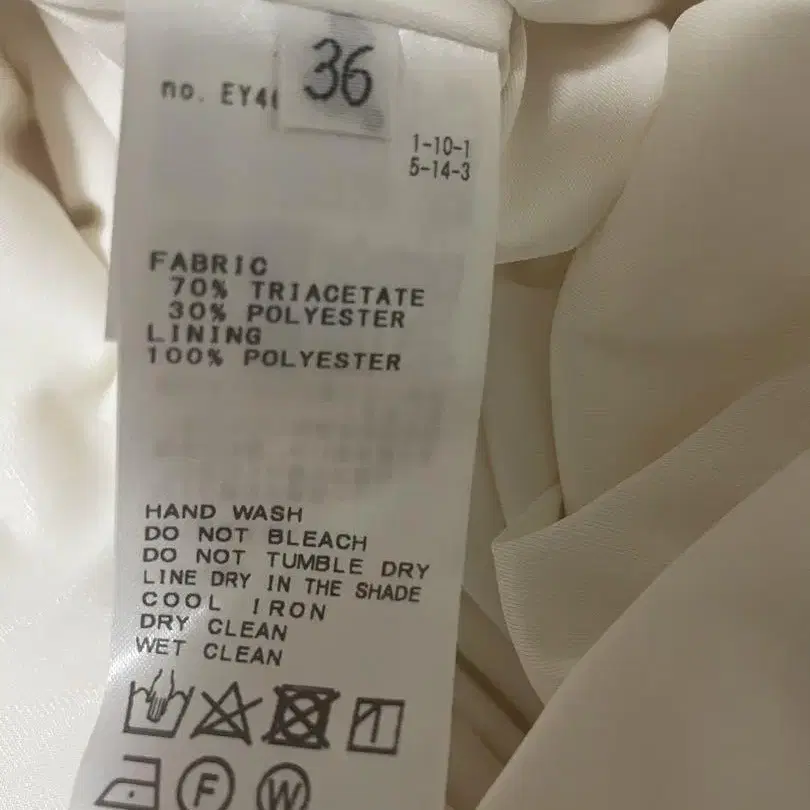 36
no. EY4
1-10-1
5-14-3
FABRIC
70% TRIACETATE
30% POLYESTER
LINING
100% POLYESTER
HAND WASH
DO NOT BLEACH
DO NOT TUMBLE DRY
LINE DRY IN THE SHADE
COOL IRON
DRY CLEAN
WET CLEAN
F W